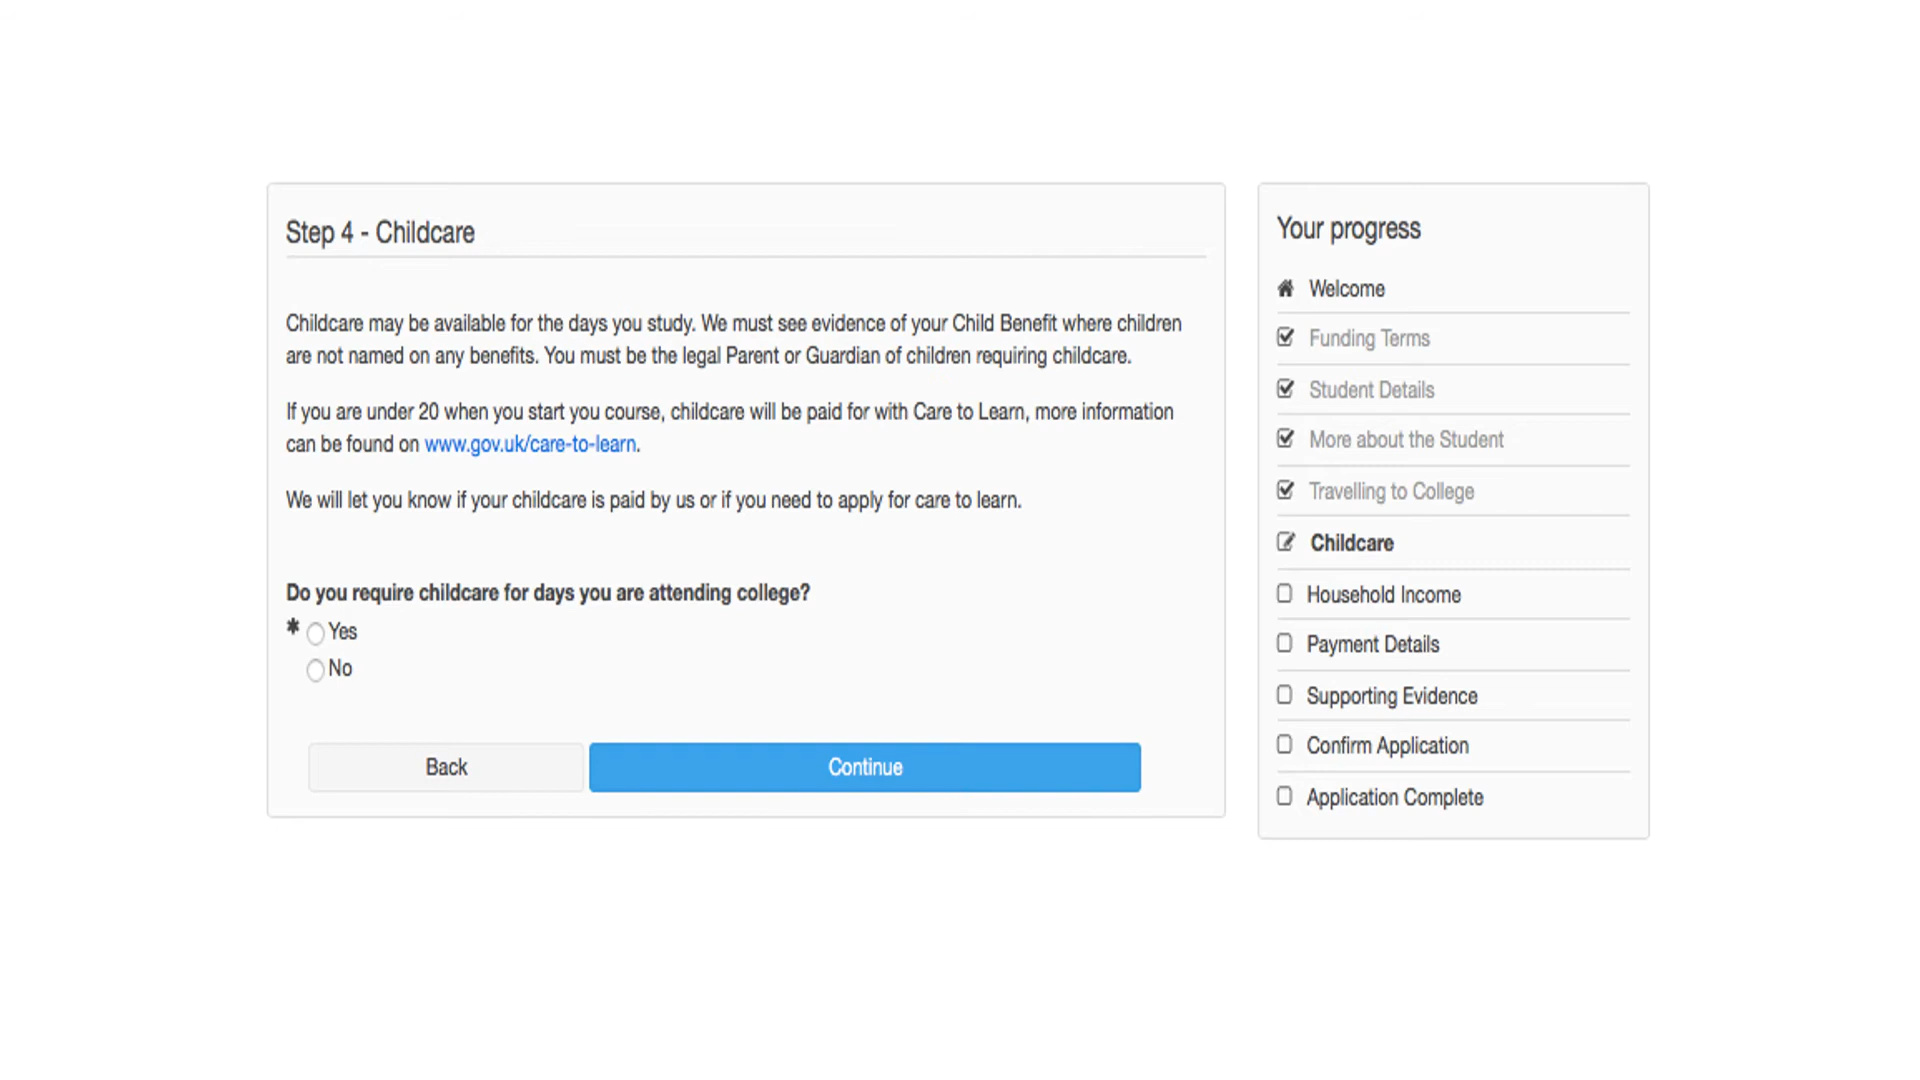 Step 4 - Childcare
Childcare may be available for the days you study. We must see evidence of your Child Benefit where children
are not named on any benefits. You must be the legal Parent or Guardian of children requiring childcare.
If you are under 20 when you start you course, childcare will be paid for with Care to Learn, more information
can be found on www.gov.uk/care-to-learn.
We will let you know if your childcare is paid by us or if you need to apply for care to learn.
Do you require childcare for days you are attending college?
* Yes
No
Back
Continue
Your progress
Welcome
Funding Terms
Student Details
More about the Student
Travelling to College
Childcare
Household Income
Payment Details
Supporting Evidence
Confirm Application
Application Complete